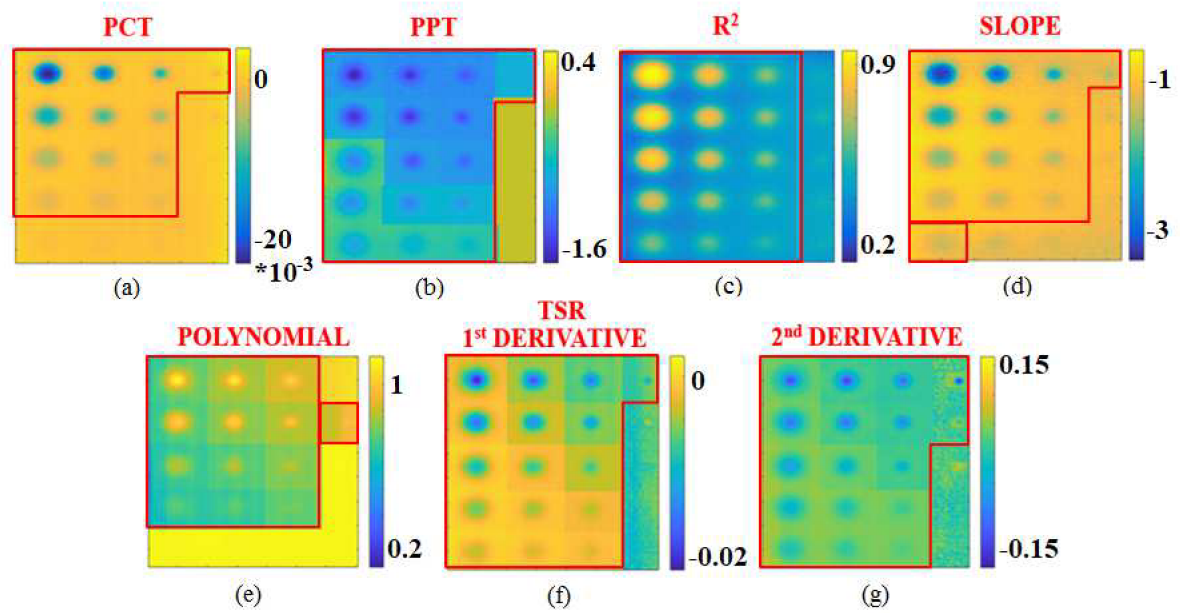 PCT
PPT
R²
SLOPE
0
-20
*10⁻³
0.4
-1.6
0.9
0.2
-1
-3
(a)
(b)
(c)
(d)
POLYNOMIAL
TSR
1st DERIVATIVE
2nd DERIVATIVE
1
0.2
0
-0.02
0.15
-0.15
(e)
(f)
(g)